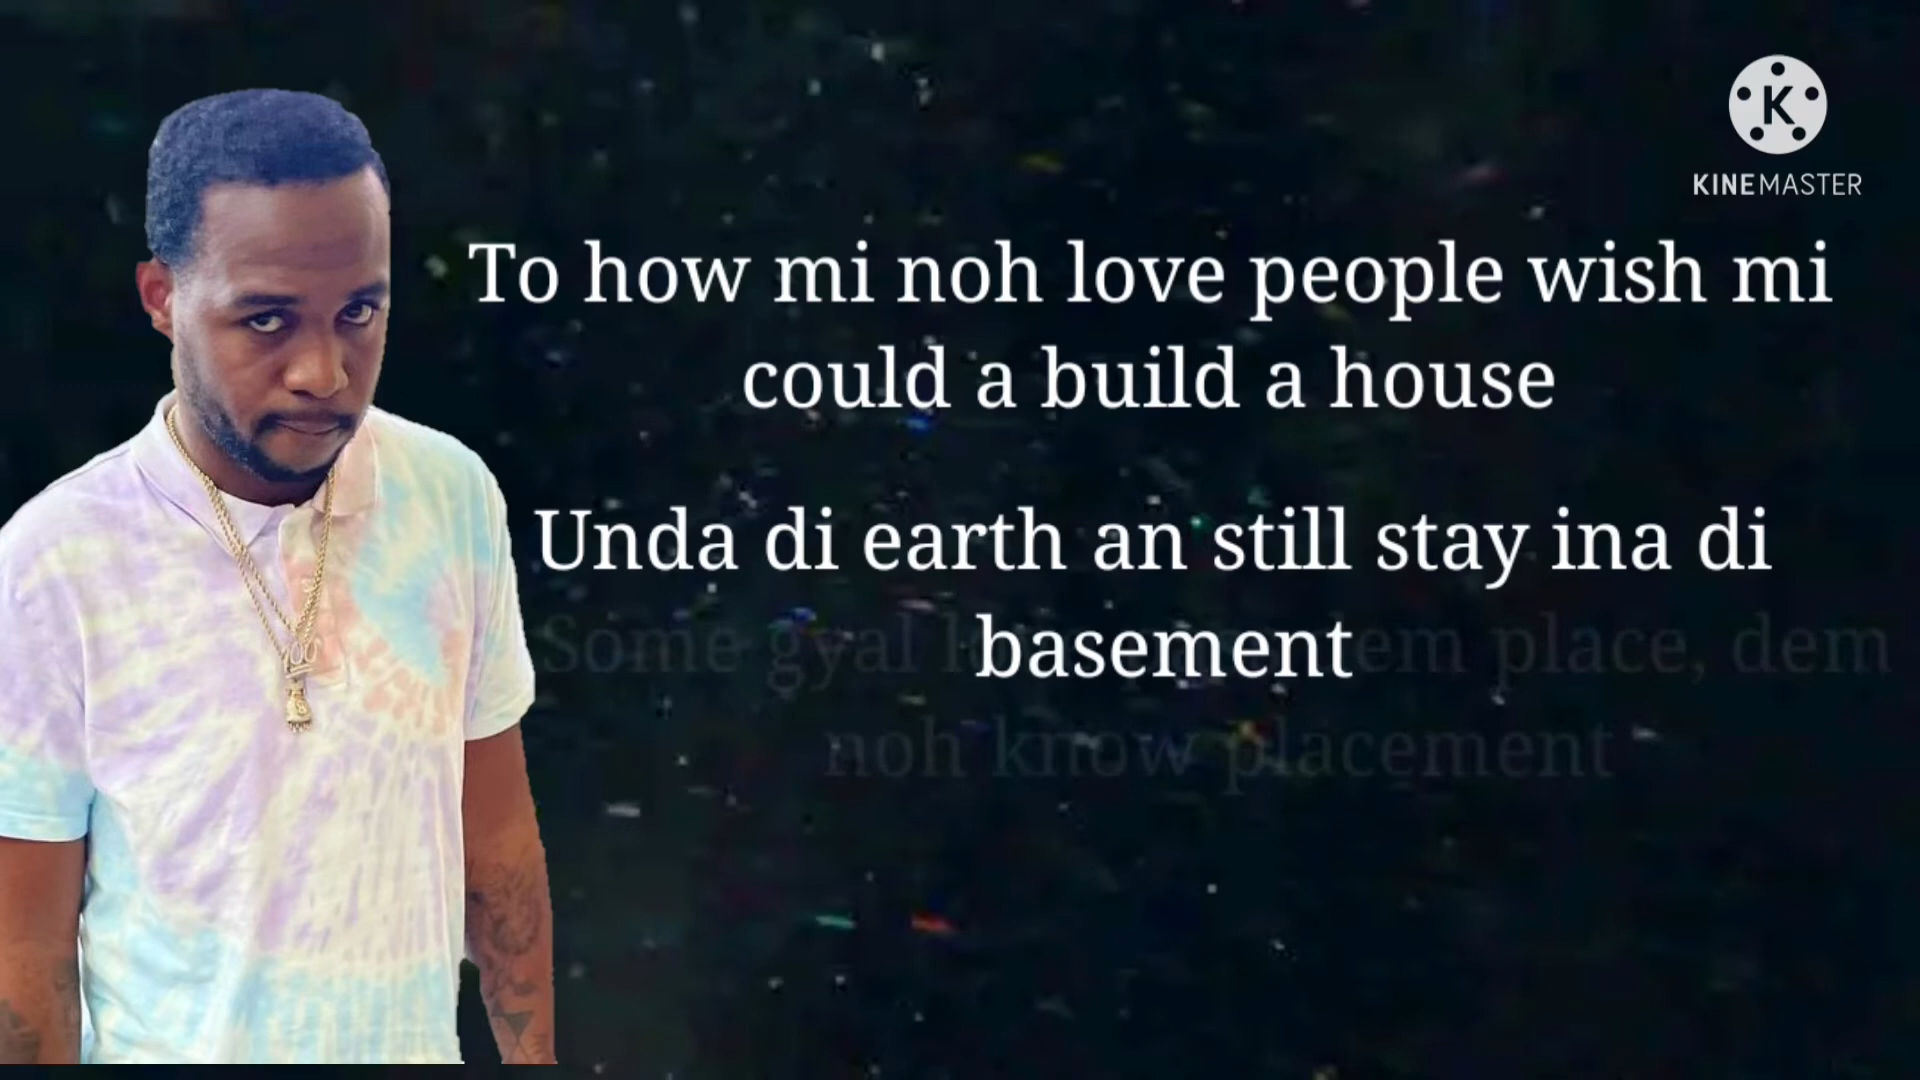 K
KINEMASTER
To how mi noh love people wish mi
could a build a house
Unda di earth an still stay ina di
basement
Some gyal em place, dem
noh know placement
100